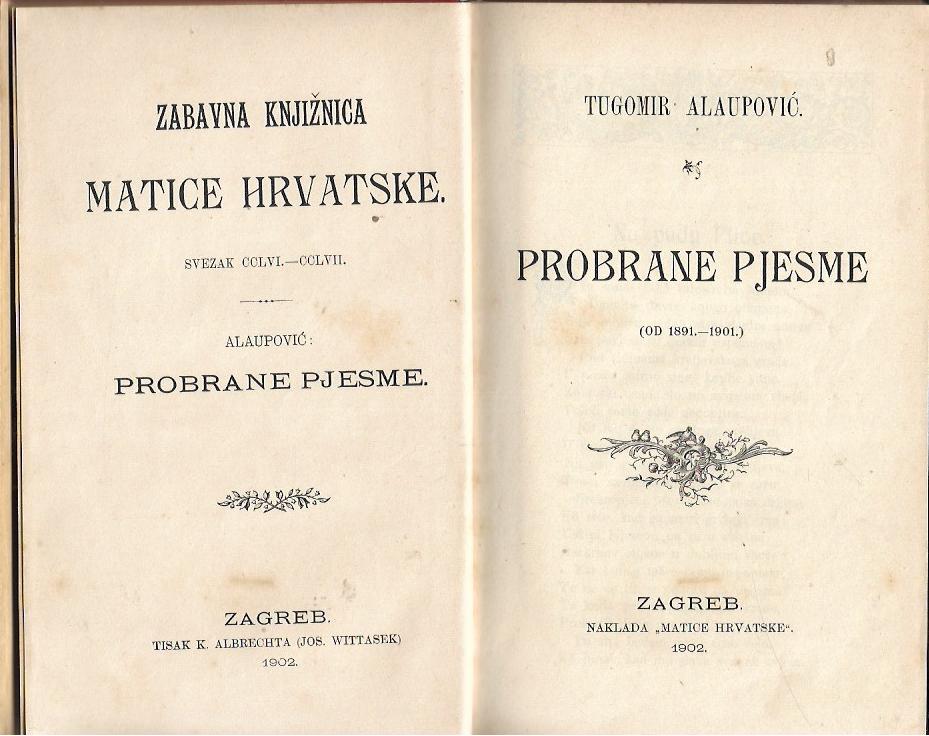 ZABAVNA KNJIŽNICA
MATICE HRVATSKE.
SVEZAK CCLVI.—CCLVII.
ALAUPOVIĆ:
PROBRANE PJESME.
ZAGREB.
TISAK K. ALBRECHTA (JOS. WITTASEK)
1902.
TUGOMIR ALAUPOVIĆ.
PROBRANE PJESME
(OD 1891.—1901.)
ZAGREB.
NAKLADA „MATICE HRVATSKE“.
1902.